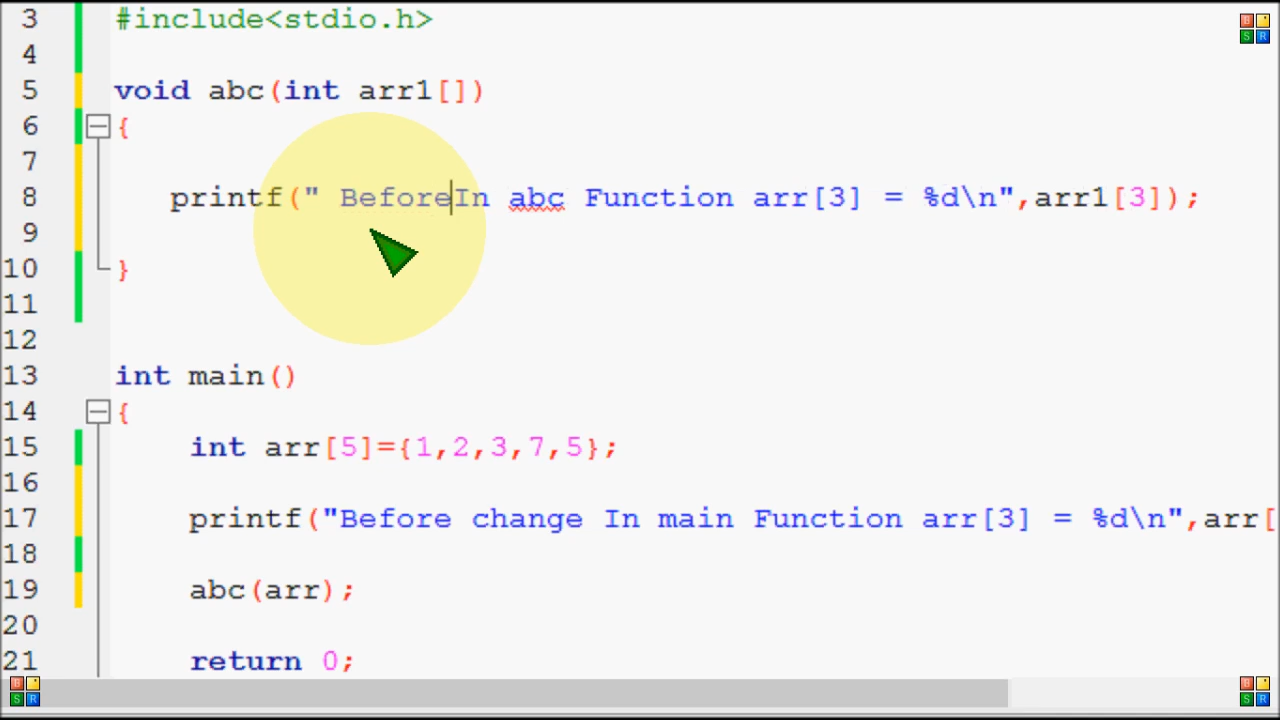 3 #include<stdio.h>
4
5 void abc(int arr1[])
6 {
7
8 printf(" BeforeIn abc Function arr[3] = %d\n",arr1[3]);
9
10 }
11
12
13 int main()
14 {
15 int arr[5]={1,2,3,7,5};
16
17 printf("Before change In main Function arr[3] = %d\n",arr[
18
19 abc(arr);
20
21 return 0;